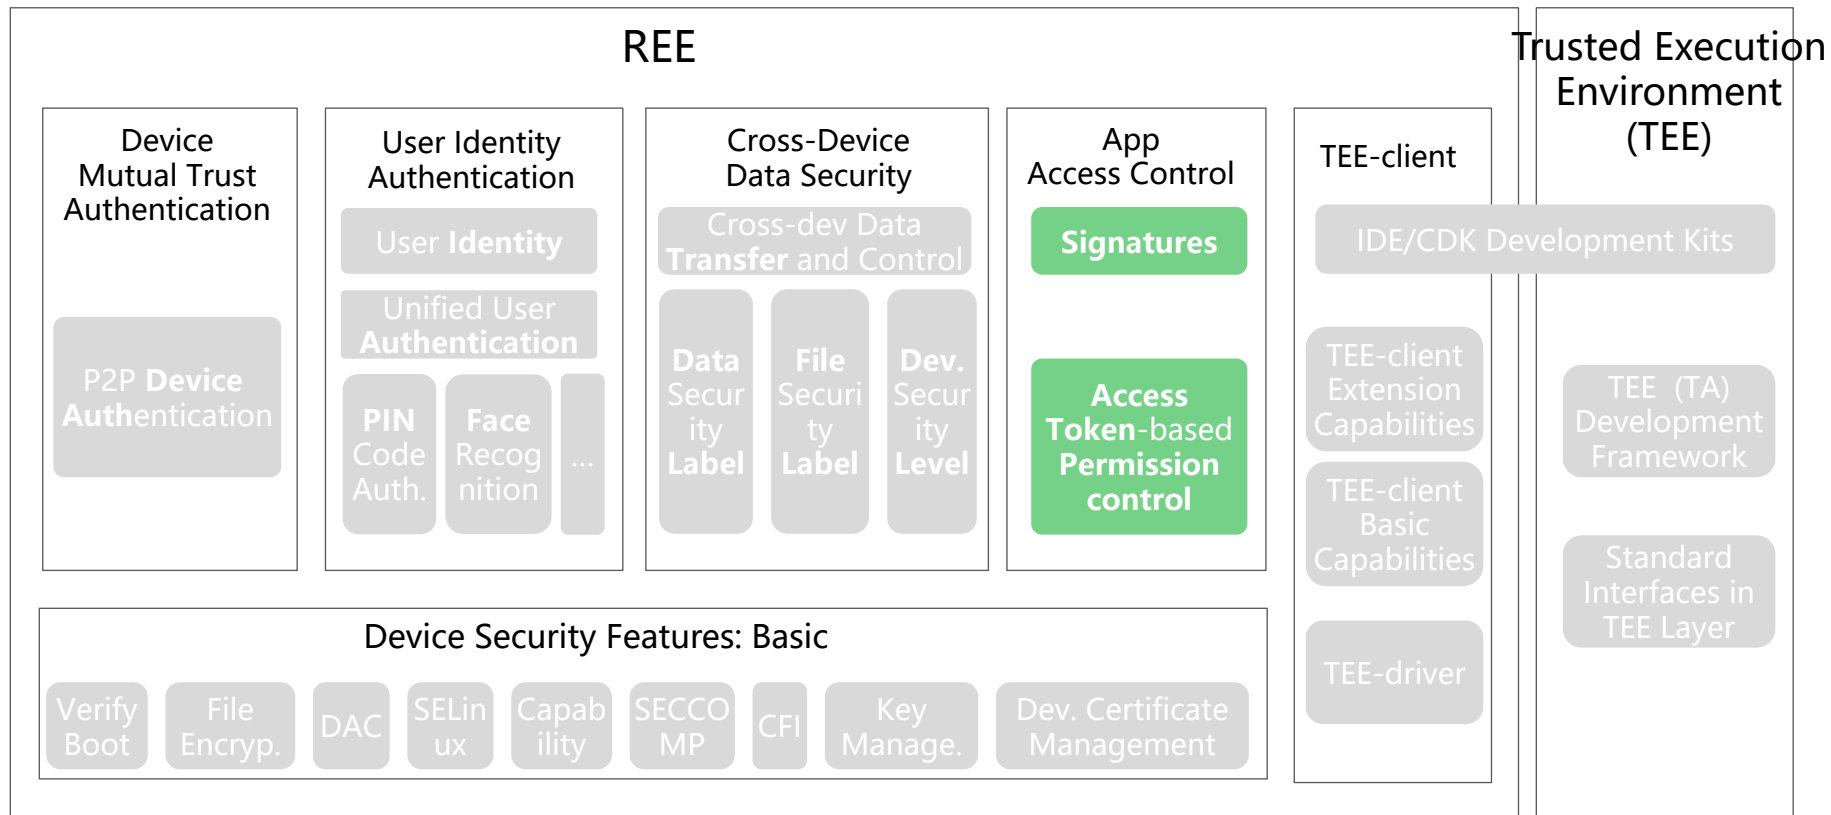 REE
Trusted Execution
Environment
(TEE)
Device
Mutual Trust
Authentication
P2P Device
Authentication
User Identity
Authentication
User Identity
Unified User
Authentication
PIN
Code
Auth.
Face
Recog
nition
...
Cross-Device
Data Security
Cross-dev Data
Transfer and Control
Data
Secur
ity
Label
File
Securi
ty
Label
Dev.
Secur
ity
Level
App
Access Control
Signatures
Access
Token-based
Permission
control
TEE-client
IDE/CDK Development Kits
TEE-client
Extension
Capabilities
TEE-client
Basic
Capabilities
TEE-driver
TEE (TA)
Development
Framework
Standard
Interfaces in
TEE Layer
Device Security Features: Basic
Verify
Boot
File
Encryp.
DAC
SELin
ux
Capab
ility
SECCO
MP
CFI
Key
Manage.
Dev. Certificate
Management